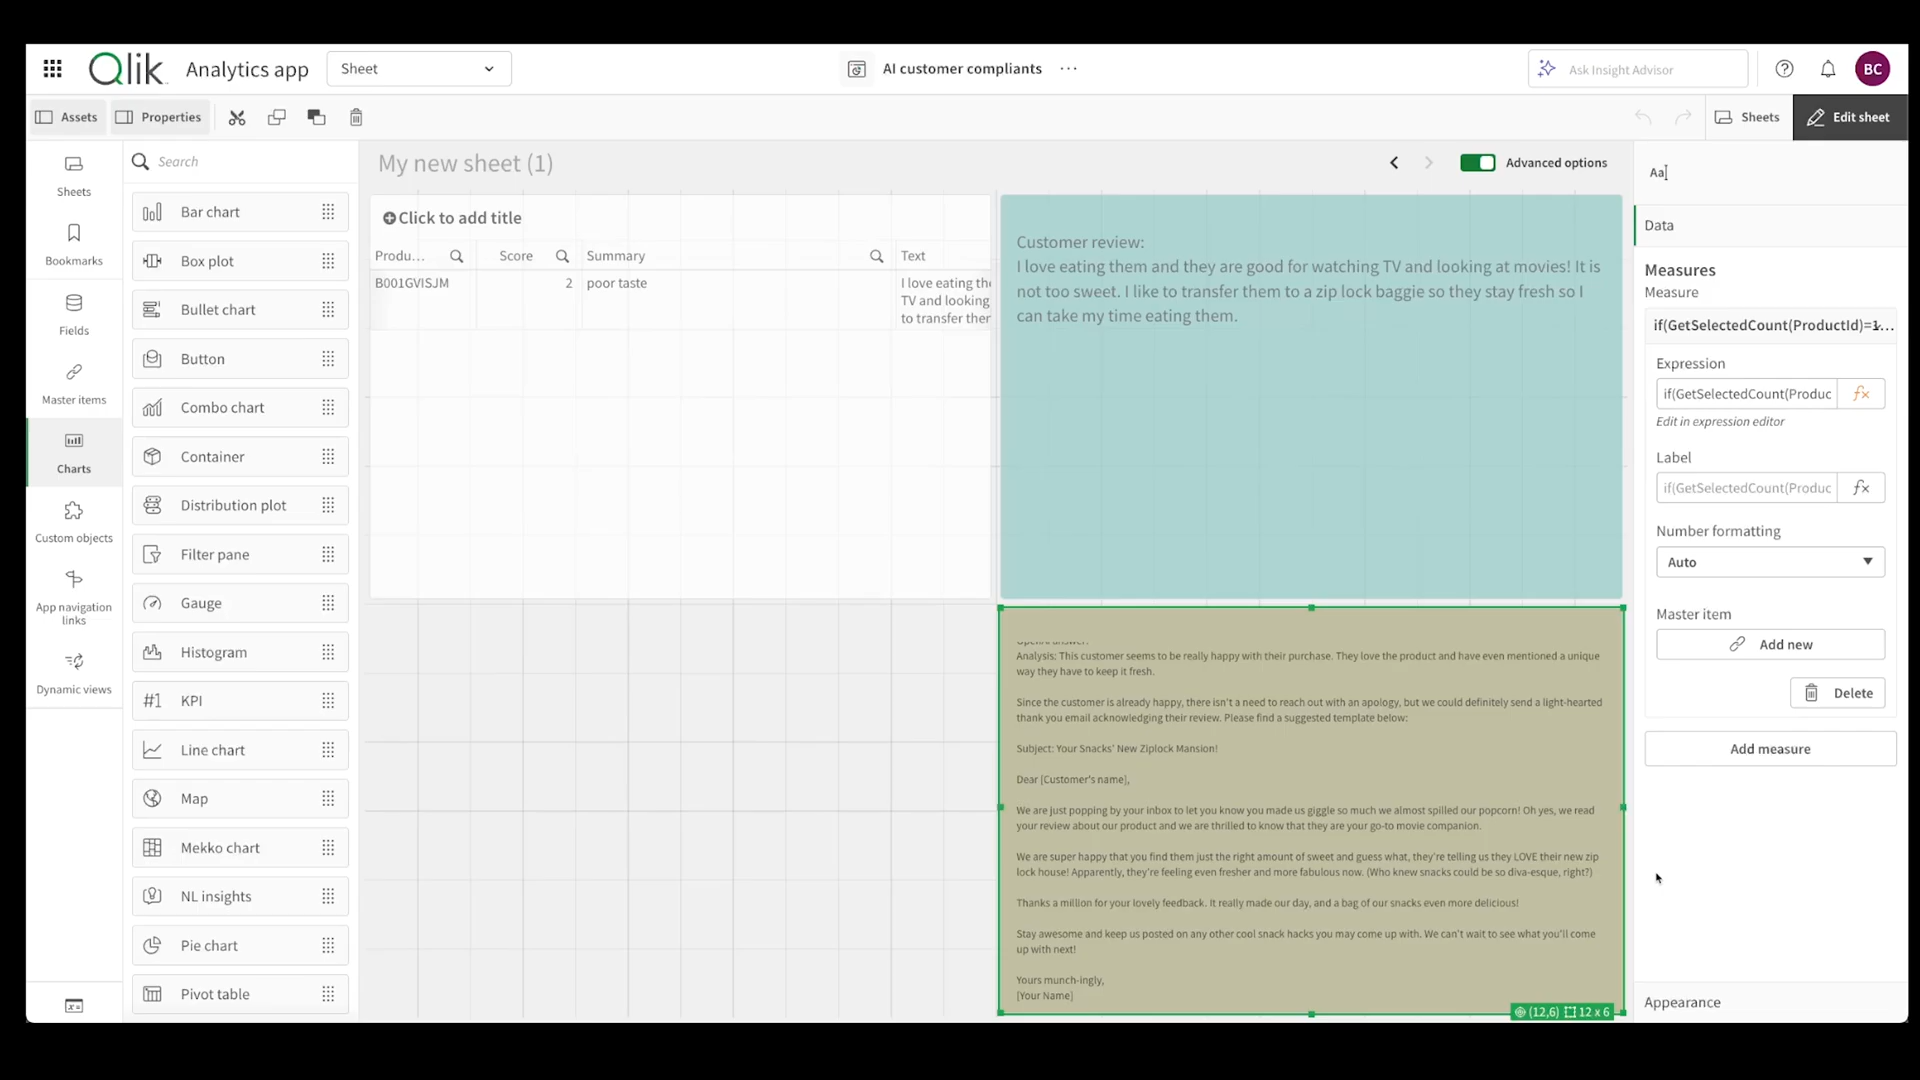 Qlik Analytics app Sheet AI customer compliants ... Ask Insight Advisor BC
Assets Properties Sheets Edit sheet
Sheets
Bookmarks
Fields
Master items
Charts
Custom objects
App navigation
links
Dynamic views
Search
Bar chart
Box plot
Bullet chart
Button
Combo chart
Container
Distribution plot
Filter pane
Gauge
Histogram
#1 KPI
Line chart
Map
Mekko chart
NL insights
Pie chart
Pivot table
My new sheet (1)
Advanced options
Click to add title
Produ... Score Summary Text
B001GVISJM 2 poor taste I love eating the
TV and looking
to transfer ther
Customer review:
I love eating them and they are good for watching TV and looking at movies! It is
not too sweet. I like to transfer them to a zip lock baggie so they stay fresh so I
can take my time eating them.
Analysis: This customer seems to be really happy with their purchase. They love the product and have even mentioned a unique
way they have to keep it fresh.
Since the customer is already happy, there isn't a need to reach out with an apology, but we could definitely send a light-hearted
thank you email acknowledging their review. Please find a suggested template below:
Subject: Your Snacks' New Ziplock Mansion!
Dear [Customer's name],
We are just popping by your inbox to let you know you made us giggle so much we almost spilled our popcorn! Oh yes, we read
your review about our product and we are thrilled to know that they are your go-to movie companion.
We are super happy that you find them just the right amount of sweet and guess what, they're telling us they LOVE their new zip
lock house! Apparently, they're feeling even fresher and more fabulous now. (Who knew snacks could be so diva-esque, right?)
Thanks a million for your lovely feedback. It really made our day, and a bag of our snacks even more delicious!
Stay awesome and keep us posted on any other cool snack hacks you may come up with. We can't wait to see what you'll come
up with next!
Yours munch-ingly,
[Your Name]
(12,6) 12 x 6
Aa
Data
Measures
Measure
if(GetSelectedCount(ProductId)=1...
Expression
if(GetSelectedCount(Produc fx
Edit in expression editor
Label
if(GetSelectedCount(Produc fx
Number formatting
Auto
Master item
Add new
Delete
Add measure
Appearance